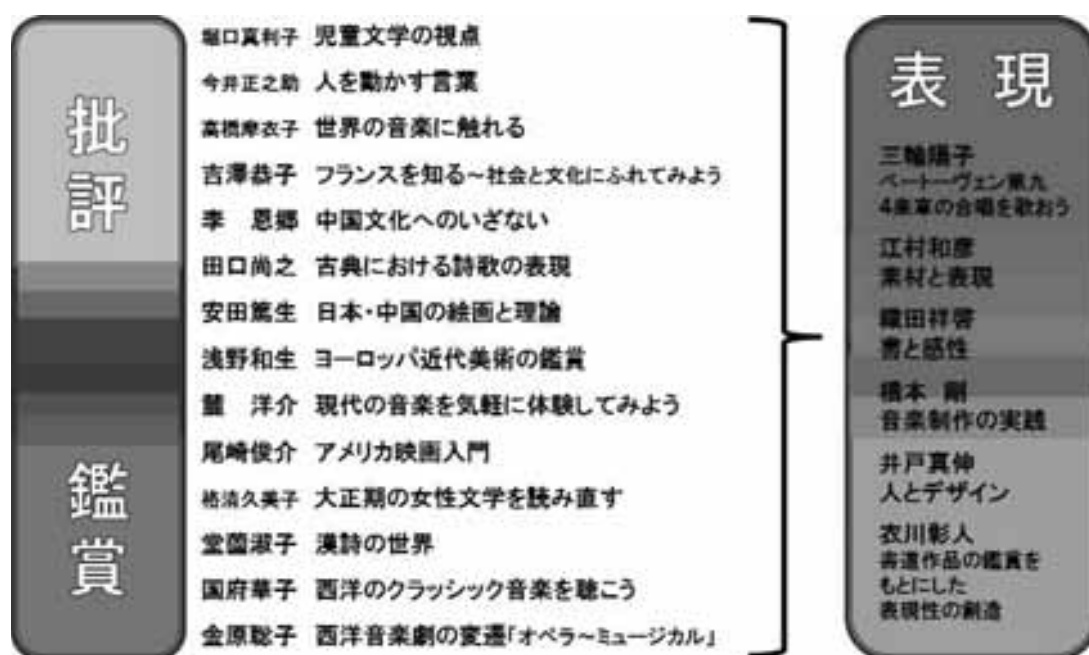 批評
鑑賞
堀口真利子 児童文学の視点
今井正之助 人を動かす言葉
高橋摩衣子 世界の音楽に触れる
吉澤恭子 フランスを知る～社会と文化にふれてみよう
李 恩郷 中国文化へのいざない
田口尚之 古典における詩歌の表現
安田篤生 日本・中国の絵画と理論
浅野和生 ヨーロッパ近代美術の鑑賞
洋介 現代の音楽を気軽に体験してみよう
尾崎俊介 アメリカ映画入門
久美子 大正期の女性文学を読み直す
堂薗淑子 漢詩の世界
国府華子 西洋のクラッシック音楽を聴こう
金原聡子 西洋音楽劇の変遷「オペラ～ミュージカル」
表現
三輪陽子
ベートーヴェン第九
4楽章の合唱を歌おう
江村和彦
素材と表現
祥啓
書と感性
橋本 剛
音楽制作の実践
井戸真伸
人とデザイン
衣川彰人
書道作品の鑑賞を
もとにした
表現性の創造